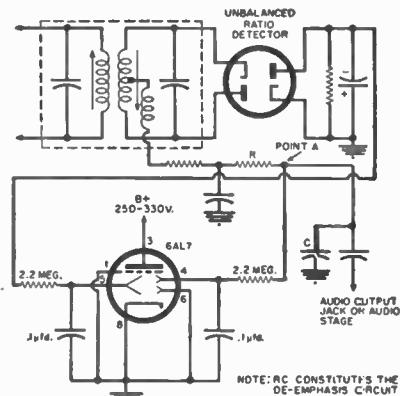 UNBALANCED
RATIO
DETECTOR
-
+
R
POINT A
B+
250-330V.
3
6AL7
1
4
2.2 MEG.
5
2.2 MEG.
6
C
8
.1µfd.
.1µfd.
AUDIO OUTPUT
JACK OR AUDIO
STAGE
NOTE: RC CONSTITUTES THE
DE-EMPHASIS CIRCUIT